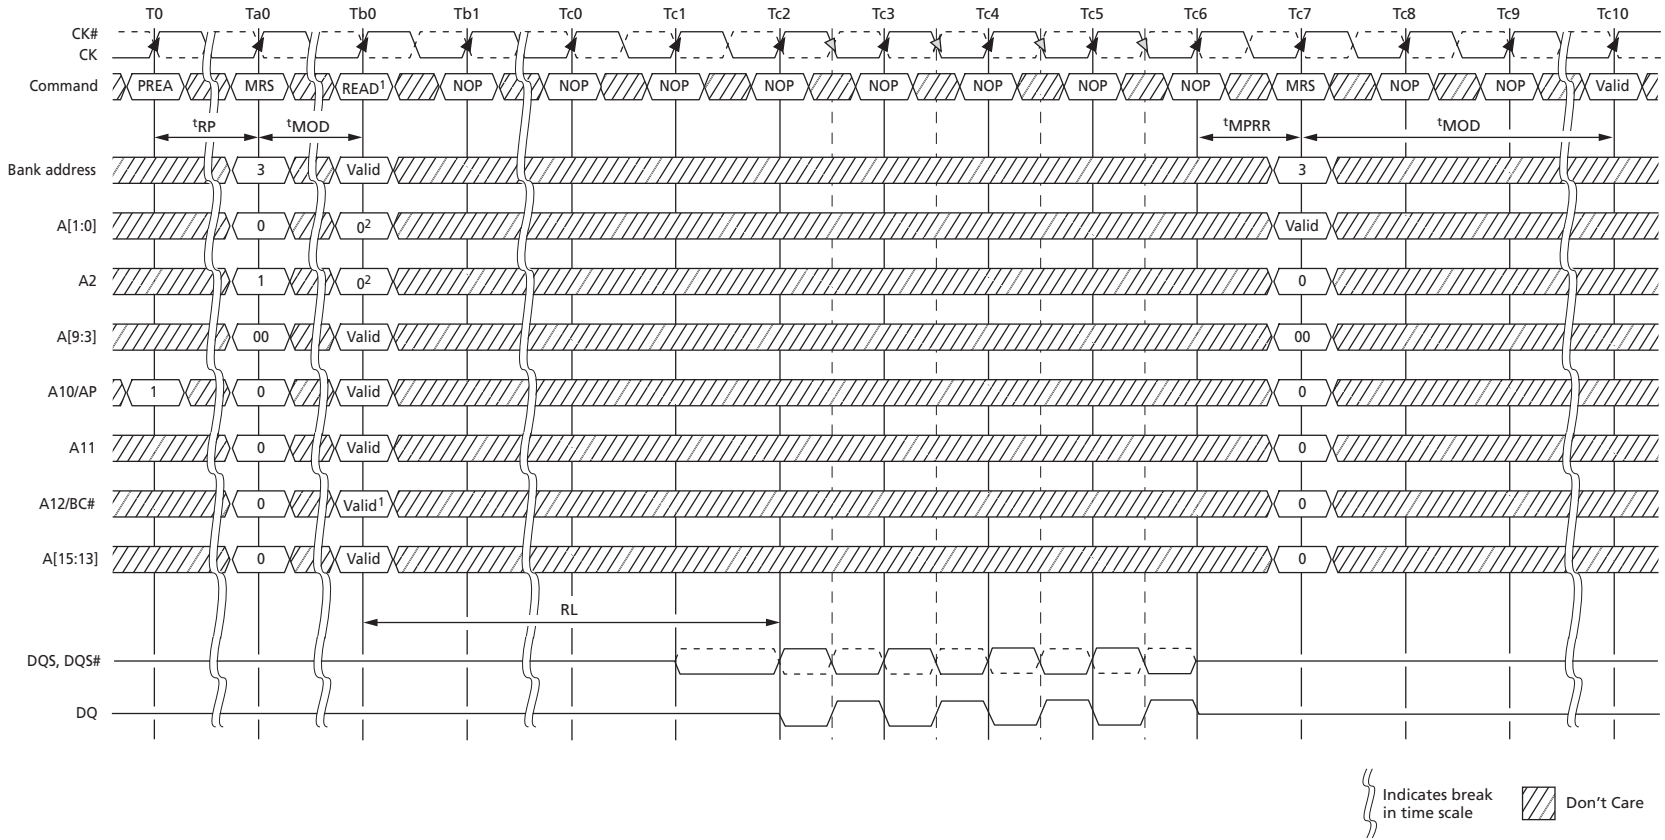 T0 Ta0 Tb0 Tb1 Tc0 Tc1 Tc2 Tc3 Tc4 Tc5 Tc6 Tc7 Tc8 Tc9 Tc10
CK#
CK
Command PREA MRS READ1 NOP NOP NOP NOP NOP NOP NOP NOP MRS NOP NOP Valid
tRP tMOD tMPRR tMOD
Bank address 3 Valid 3
A[1:0] 0 02 Valid
A2 1 02 0
A[9:3] 00 Valid 00
A10/AP 1 0 Valid 0
A11 0 Valid 0
A12/BC# 0 Valid1 0
A[15:13] 0 Valid 0
RL
DQS, DQS#
DQ
Indicates break
in time scale
Don't Care